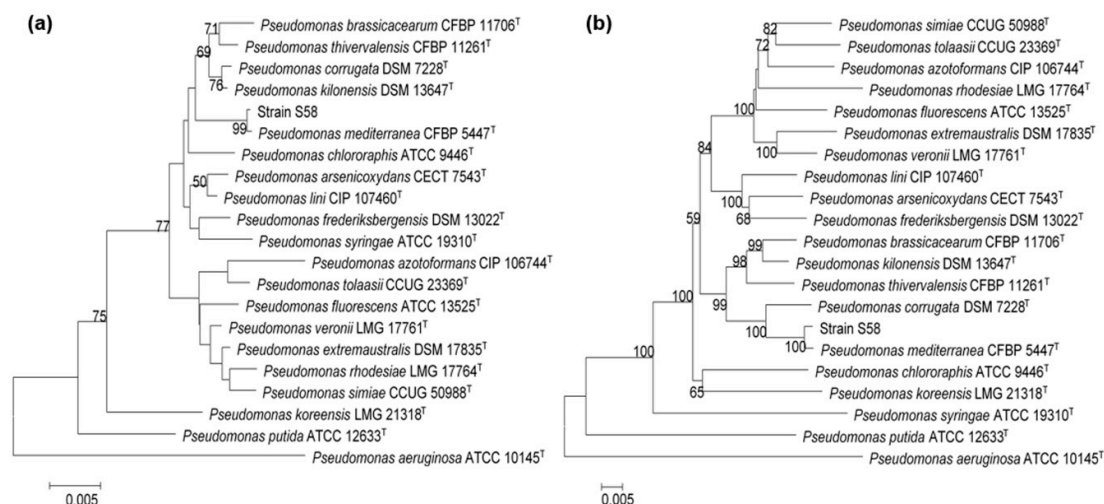 (a)
71
Pseudomonas brassicacearum CFBP 11706ᵀ
Pseudomonas thivervalensis CFBP 11261ᵀ
69
Pseudomonas corrugata DSM 7228ᵀ
76
Pseudomonas kilonensis DSM 13647ᵀ
Strain S58
99
Pseudomonas mediterranea CFBP 5447ᵀ
Pseudomonas chlororaphis ATCC 9446ᵀ
Pseudomonas arsenicoxydans CECT 7543ᵀ
50
Pseudomonas lini CIP 107460ᵀ
77
Pseudomonas frederiksbergensis DSM 13022ᵀ
Pseudomonas syringae ATCC 19310ᵀ
Pseudomonas azotoformans CIP 106744ᵀ
Pseudomonas tolaasii CCUG 23369ᵀ
Pseudomonas fluorescens ATCC 13525ᵀ
75
Pseudomonas veronii LMG 17761ᵀ
Pseudomonas extremaustralis DSM 17835ᵀ
Pseudomonas rhodesiae LMG 17764ᵀ
Pseudomonas simiae CCUG 50988ᵀ
Pseudomonas koreensis LMG 21318ᵀ
Pseudomonas putida ATCC 12633ᵀ
Pseudomonas aeruginosa ATCC 10145ᵀ
0.005
(b)
82
Pseudomonas simiae CCUG 50988ᵀ
72
Pseudomonas tolaasii CCUG 23369ᵀ
Pseudomonas azotoformans CIP 106744ᵀ
Pseudomonas rhodesiae LMG 17764ᵀ
100
Pseudomonas fluorescens ATCC 13525ᵀ
Pseudomonas extremaustralis DSM 17835ᵀ
100
Pseudomonas veronii LMG 17761ᵀ
84
Pseudomonas lini CIP 107460ᵀ
100
Pseudomonas arsenicoxydans CECT 7543ᵀ
68
Pseudomonas frederiksbergensis DSM 13022ᵀ
59
Pseudomonas brassicacearum CFBP 11706ᵀ
99
Pseudomonas kilonensis DSM 13647ᵀ
98
Pseudomonas thivervalensis CFBP 11261ᵀ
100
99
Pseudomonas corrugata DSM 7228ᵀ
100
Strain S58
100
Pseudomonas mediterranea CFBP 5447ᵀ
100
Pseudomonas chlororaphis ATCC 9446ᵀ
65
Pseudomonas koreensis LMG 21318ᵀ
Pseudomonas syringae ATCC 19310ᵀ
Pseudomonas putida ATCC 12633ᵀ
Pseudomonas aeruginosa ATCC 10145ᵀ
0.005